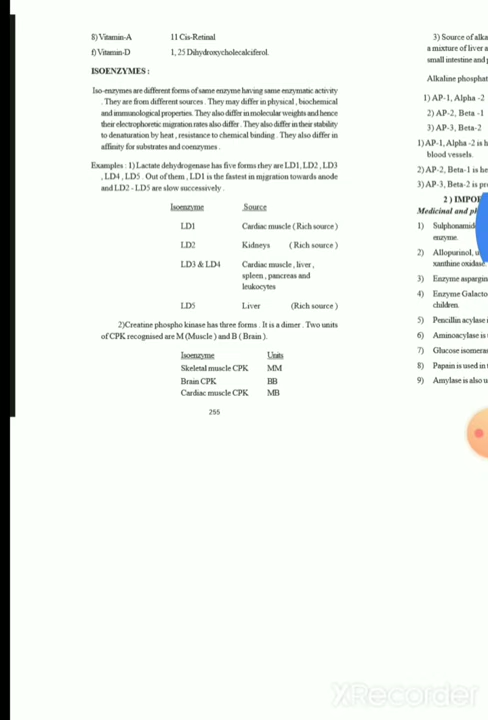 8) Vitamin-A 11 Cis-Retinal
f) Vitamin-D 1, 25 Dihydroxycholecalciferol.
ISOENZYMES :
Iso-enzymes are different forms of same enzyme having same enzymatic activity
. They are from different sources . They may differ in physical , biochemical
and immunological properties. They also differ in molecular weights and hence
their electrophoretic migration rates also differ . They also differ in their stability
to denaturation by heat , resistance to chemical binding . They also differ in
affinity for substrates and coenzymes .
Examples : 1) Lactate dehydrogenase has five forms rhey are LD1, LD2 , LD3
, LD4 , LD5 . Out of them , LD1 is the fastest in mjgration towards anode
and LD2 - LD5 are slow successively .
Isoenzyme Source
LD1 Cardiac muscle ( Rich source )
LD2 Kidneys ( Rich source )
LD3 & LD4 Cardiac muscle , liver ,
spleen , pancreas and
leukocytes
LD5 Liver (Rich source )
2)Creatine phospho kinase has three forms . It is a dimer . Two units
of CPK recognised are M (Muscle ) and B ( Brain ).
Isoenzyme Units
Skeletal muscle CPK MM
Brain CPK BB
Cardiac muscle CPK MB
255
3) Source of alka
a mixture of liver a
small intestine and
Alkaline phosphat
1) AP-1, Alpha -2
2) AP-2, Beta -1
3) AP-3, Beta-2
1) AP-1, Alpha-2 is h
blood vessels.
2) AP-2, Beta-1 is he
3) AP-3, Beta-2 is pr
2 ) IMPO
Medicinal and
1) Sulphonamid
enzyme.
2) Allopurinol,
xanthine oxidase.
3) Enzyme aspargin
4) Enzyme Galacto
children.
5) Pencillin acylase i
6) Aminoacylase is
7) Glucose isomeras
8) Papain is used in t
9) Amylase is also u
XRecorder